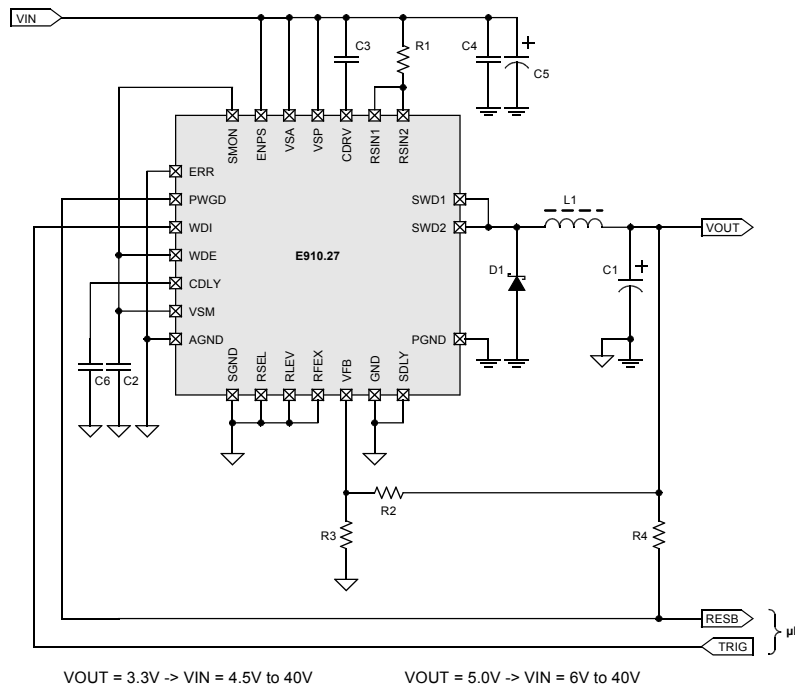 VIN
C3
R1
C4
C5
SMON
ENPS
VSA
VSP
CDRV
RSIN1
RSIN2
ERR
PWGD
WDI
WDE
CDLY
VSM
AGND
E910.27
SWD1
SWD2
PGND
L1
VOUT
D1
C1
C6
C2
SGND
RSEL
RLEV
RFEX
VFB
GND
SDLY
R2
R3
R4
RESB
TRIG
VOUT = 3.3V -> VIN = 4.5V to 40V
VOUT = 5.0V -> VIN = 6V to 40V